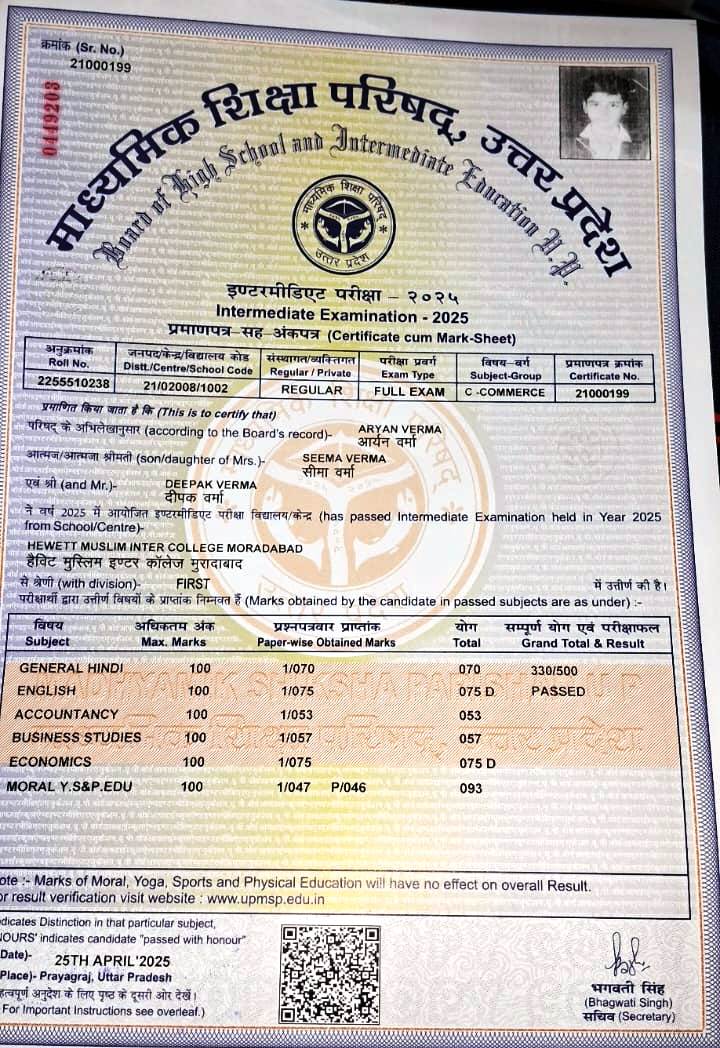 क्रमांक (Sr. No.)
21000199
0449203
माध्यमिक शिक्षा परिषद्, उत्तर प्रदेश
Board of High School and Intermediate Education U.P.
माध्यमिक शिक्षा परिषद्
उत्तर प्रदेश
इण्टरमीडिएट परीक्षा – २०२५
Intermediate Examination - 2025
प्रमाणपत्र सह अंकपत्र (Certificate cum Mark-Sheet)
अनुक्रमांक जनपद/केन्द्र/विद्यालय कोड संस्थागत/व्यक्तिगत परीक्षा प्रवर्ग विषय-वर्ग प्रमाणपत्र क्रमांक
Roll No. Distt./Centre/School Code Regular / Private Exam Type Subject-Group Certificate No.
2255510238 21/02008/1002 REGULAR FULL EXAM C -COMMERCE 21000199
प्रमाणित किया जाता है कि (This is to certify that)
परिषद् के अभिलेखानुसार (according to the Board's record)- ARYAN VERMA
आर्यन वर्मा
आत्मज/आत्मजा श्रीमती (son/daughter of Mrs.)- SEEMA VERMA
सीमा वर्मा
एवं श्री (and Mr.)- DEEPAK VERMA
दीपक वर्मा
ने वर्ष 2025 में आयोजित इण्टरमीडिएट परीक्षा विद्यालय/केन्द्र (has passed Intermediate Examination held in Year 2025
from School/Centre)-
HEWETT MUSLIM INTER COLLEGE MORADABAD
हैविट मुस्लिम इण्टर कॉलेज मुरादाबाद
से श्रेणी (with division)- FIRST में उत्तीर्ण की है।
परीक्षार्थी द्वारा उत्तीर्ण विषयों के प्राप्तांक निम्नवत हैं (Marks obtained by the candidate in passed subjects are as under) :-
विषय अधिकतम अंक प्रश्नपत्रवार प्राप्तांक योग सम्पूर्ण योग एवं परीक्षाफल
Subject Max. Marks Paper-wise Obtained Marks Total Grand Total & Result
GENERAL HINDI 100 1/070 070 330/500
ENGLISH 100 1/075 075 D PASSED
ACCOUNTANCY 100 1/053 053
BUSINESS STUDIES 100 1/057 057
ECONOMICS 100 1/075 075 D
MORAL Y.S&P.EDU 100 1/047 P/046 093
ote :- Marks of Moral, Yoga, Sports and Physical Education will have no effect on overall Result.
or result verification visit website : www.upmsp.edu.in
dicates Distinction in that particular subject,
OURS' indicates candidate "passed with honour"
Date)- 25TH APRIL'2025
Place)- Prayagraj, Uttar Pradesh
हत्वपूर्ण अनुदेश के लिए पृष्ठ के दूसरी ओर देखें।
For Important Instructions see overleaf.)
भगवती सिंह
(Bhagwati Singh)
सचिव (Secretary)